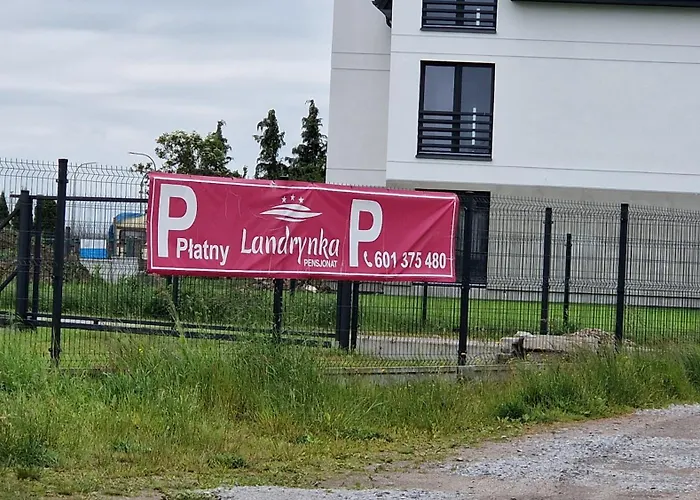 P Płatny
Landrynka
PENSJONAT
P
601 375 480